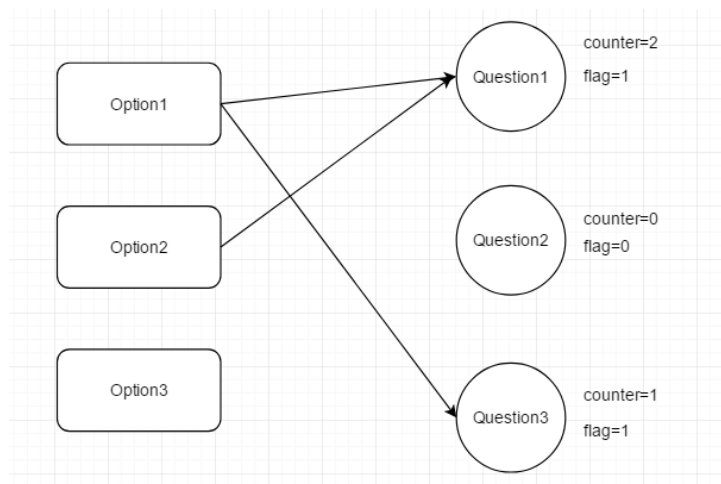 Option1
Question1
counter=2
flag=1
Option2
Question2
counter=0
flag=0
Option3
Question3
counter=1
flag=1